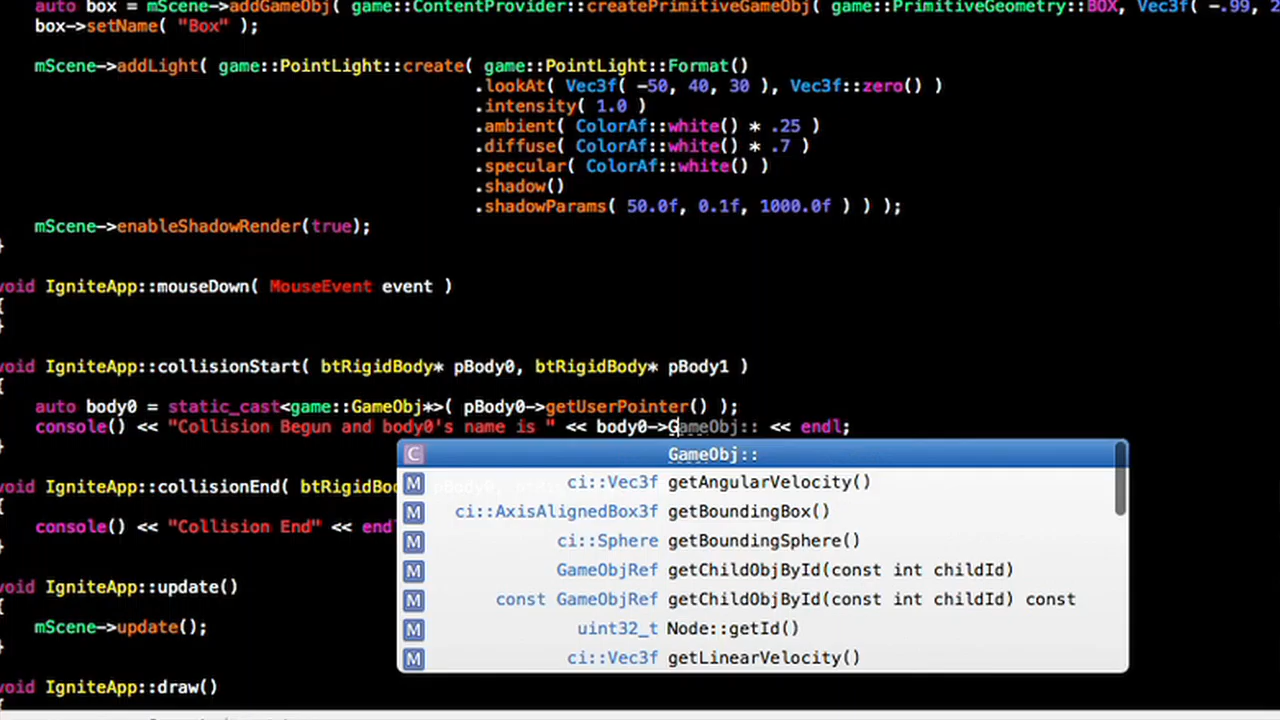 auto box = mScene->addGameObj( game::ContentProvider::createPrimitiveGameObj( game::PrimitiveGeometry::BOX, Vec3f( -.99, 2
box->setName( "Box" );
mScene->addLight( game::PointLight::create( game::PointLight::Format()
.lookAt( Vec3f( -50, 40, 30 ), Vec3f::zero() )
.intensity( 1.0 )
.ambient( ColorAf::white() * .25 )
.diffuse( ColorAf::white() * .7 )
.specular( ColorAf::white() )
.shadow()
.shadowParams( 50.0f, 0.1f, 1000.0f ) ) );
mScene->enableShadowRender(true);
}
void IgniteApp::mouseDown( MouseEvent event )
{
}
void IgniteApp::collisionStart( btRigidBody* pBody0, btRigidBody* pBody1 )
{
auto body0 = static_cast<game::GameObj*>( pBody0->getUserPointer() );
console() << "Collision Begun and body0's name is " << body0->GameObj:: << endl;
}
C GameObj::
M ci::Vec3f getAngularVelocity()
M ci::AxisAlignedBox3f getBoundingBox()
M ci::Sphere getBoundingSphere()
M GameObjRef getChildObjById(const int childId)
M const GameObjRef getChildObjById(const int childId) const
M uint32_t Node::getId()
M ci::Vec3f getLinearVelocity()
void IgniteApp::collisionEnd( btRigidBo
{
console() << "Collision End" << end
}
void IgniteApp::update()
{
mScene->update();
}
void IgniteApp::draw()